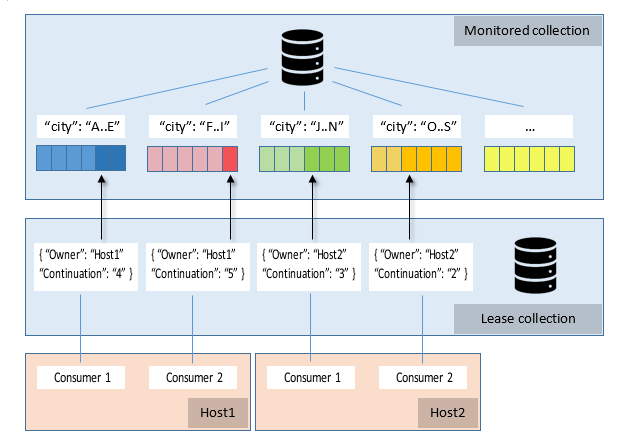 Monitored collection
“city”: “A..E”
“city”: “F..I”
“city”: “J..N”
“city”: “O..S”
...
{ “Owner”: “Host1”
“Continuation”: “4” }
{ “Owner”: “Host1”
“Continuation”: “5” }
{ “Owner”: “Host2”
“Continuation”: “3” }
{ “Owner”: “Host2”
“Continuation”: “2” }
Lease collection
Consumer 1
Consumer 2
Host1
Consumer 1
Consumer 2
Host2